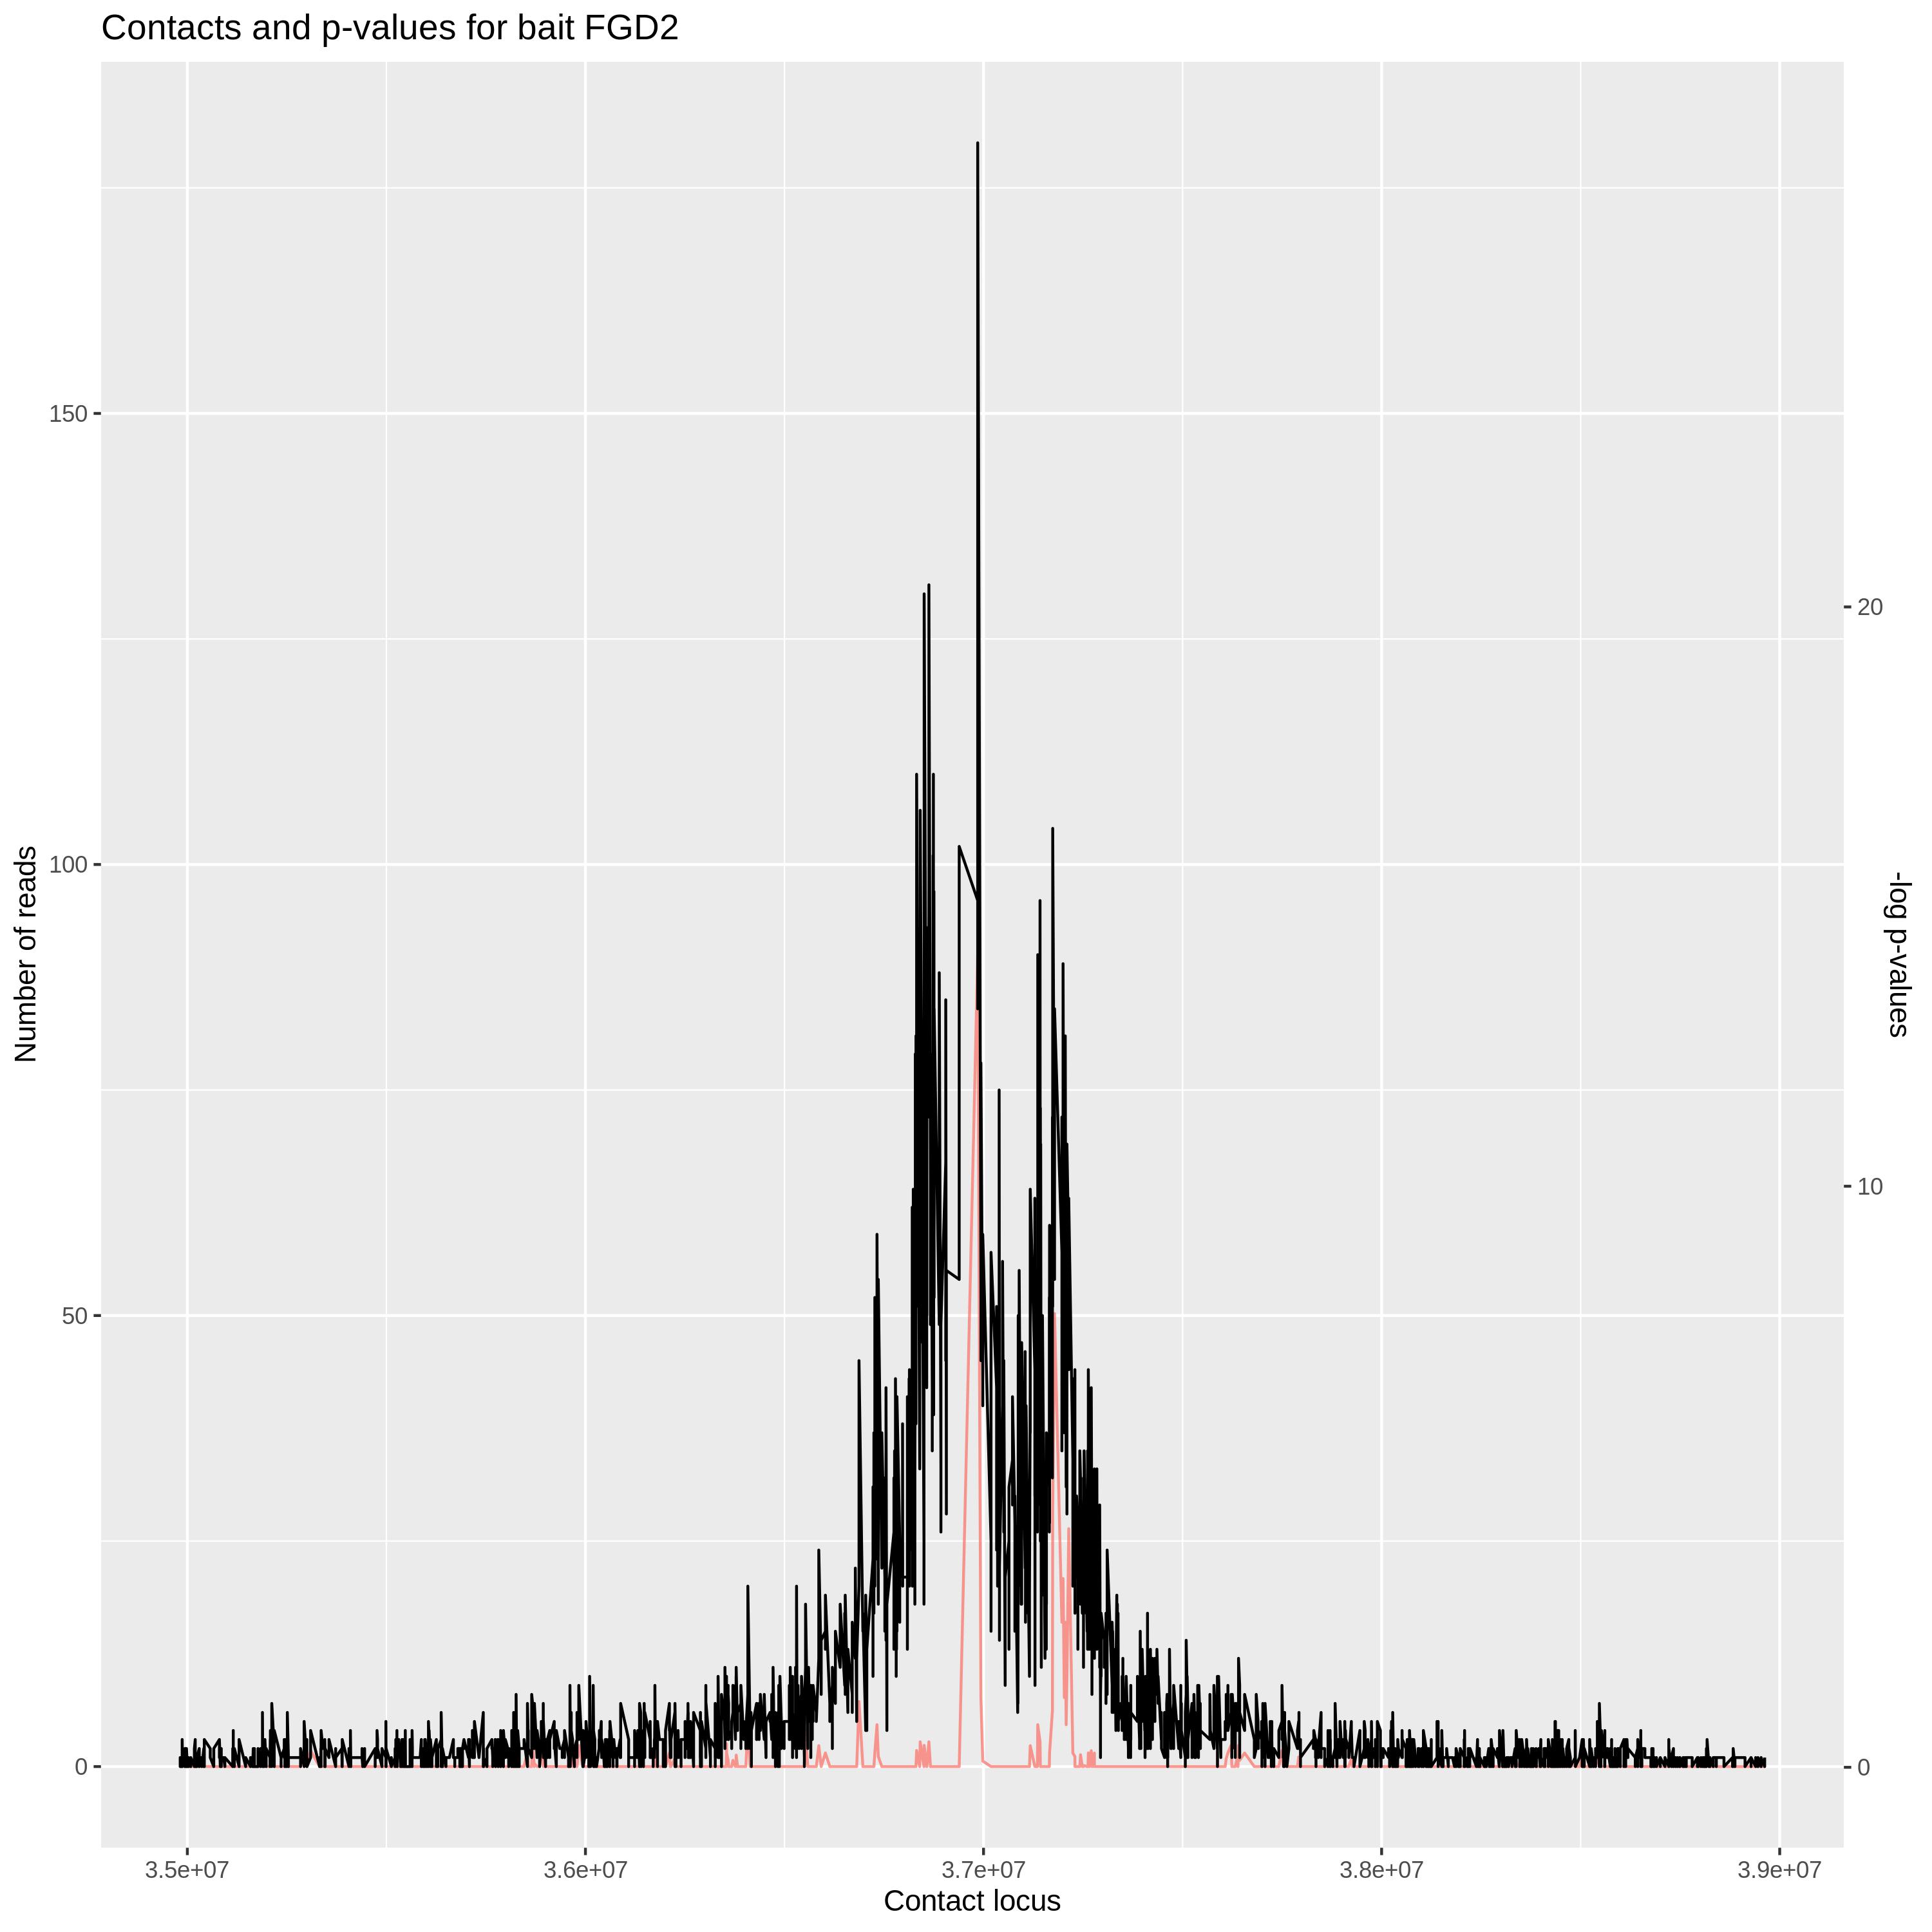 Contacts and p-values for bait FGD2
150
100
50
0
Number of reads
20
10
0
-log p-values
3.5e+07
3.6e+07
3.7e+07
3.8e+07
3.9e+07
Contact locus